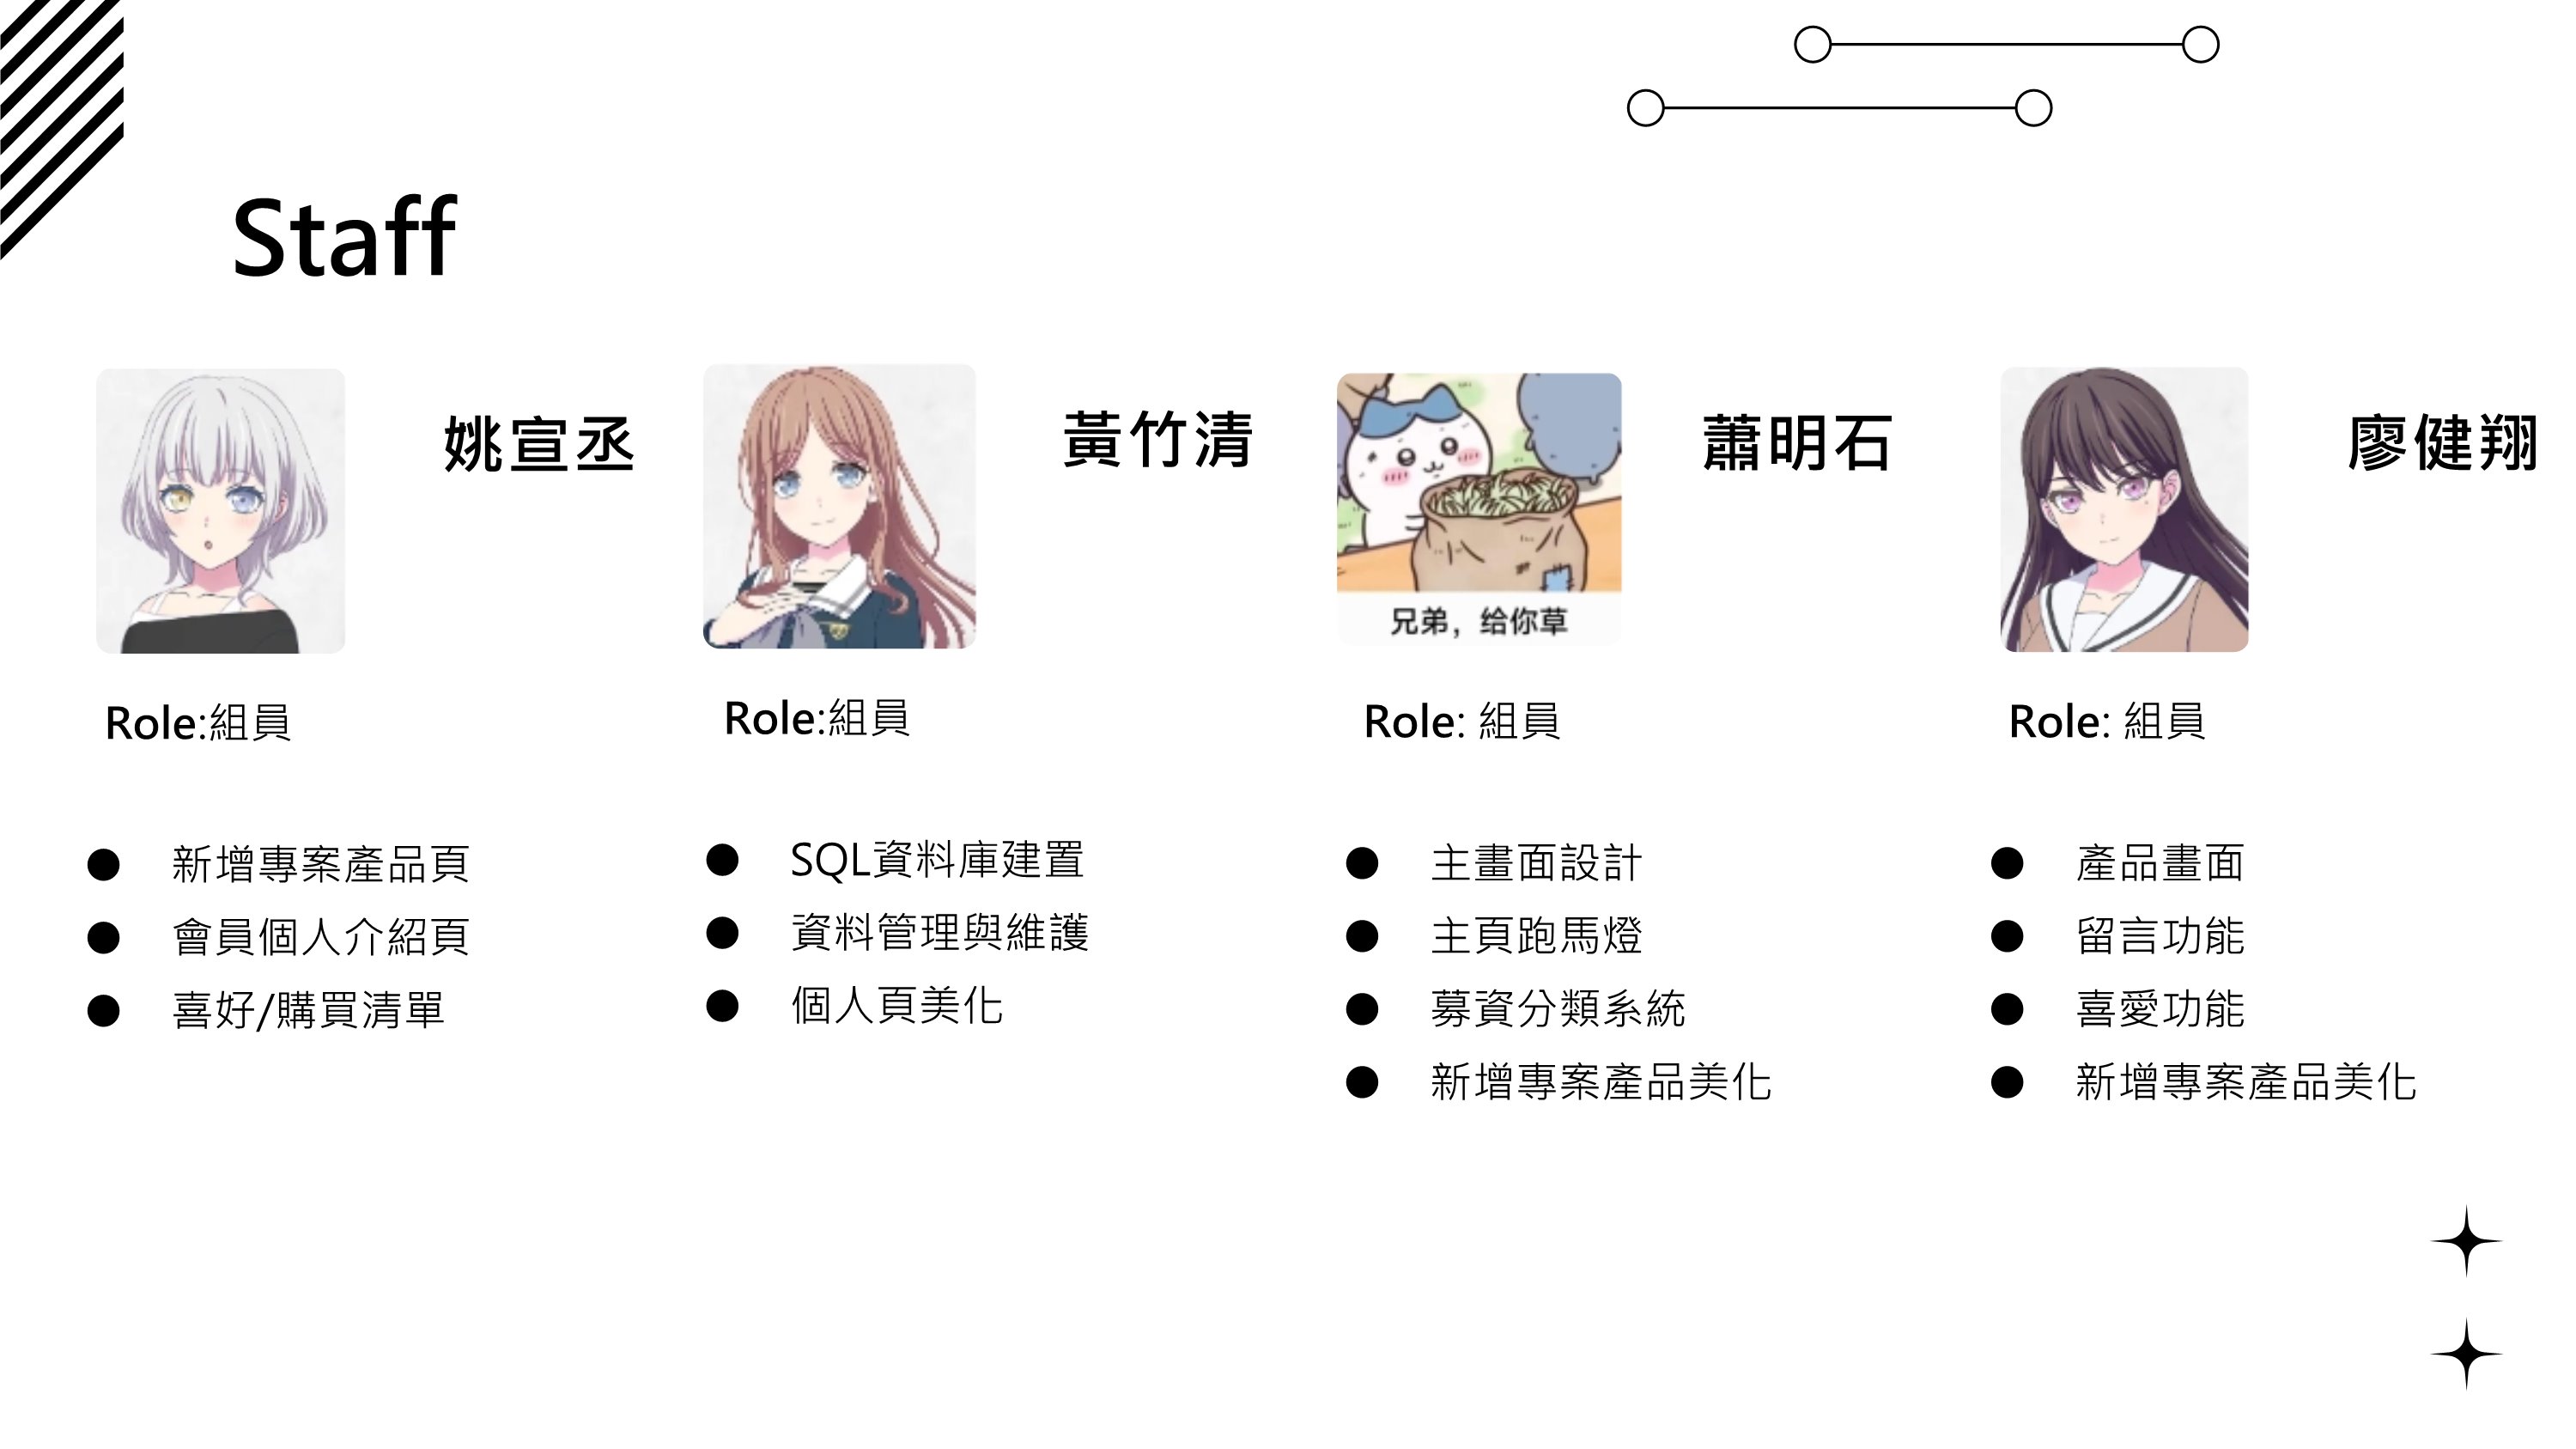 Staff
姚宣丞
Role:組員
新增專案產品頁
會員個人介紹頁
喜好/購買清單
黃竹清
Role:組員
SQL資料庫建置
資料管理與維護
個人頁美化
蕭明石
兄弟，给你草
Role: 組員
主畫面設計
主頁跑馬燈
募資分類系統
新增專案產品美化
廖健翔
Role: 組員
產品畫面
留言功能
喜愛功能
新增專案產品美化